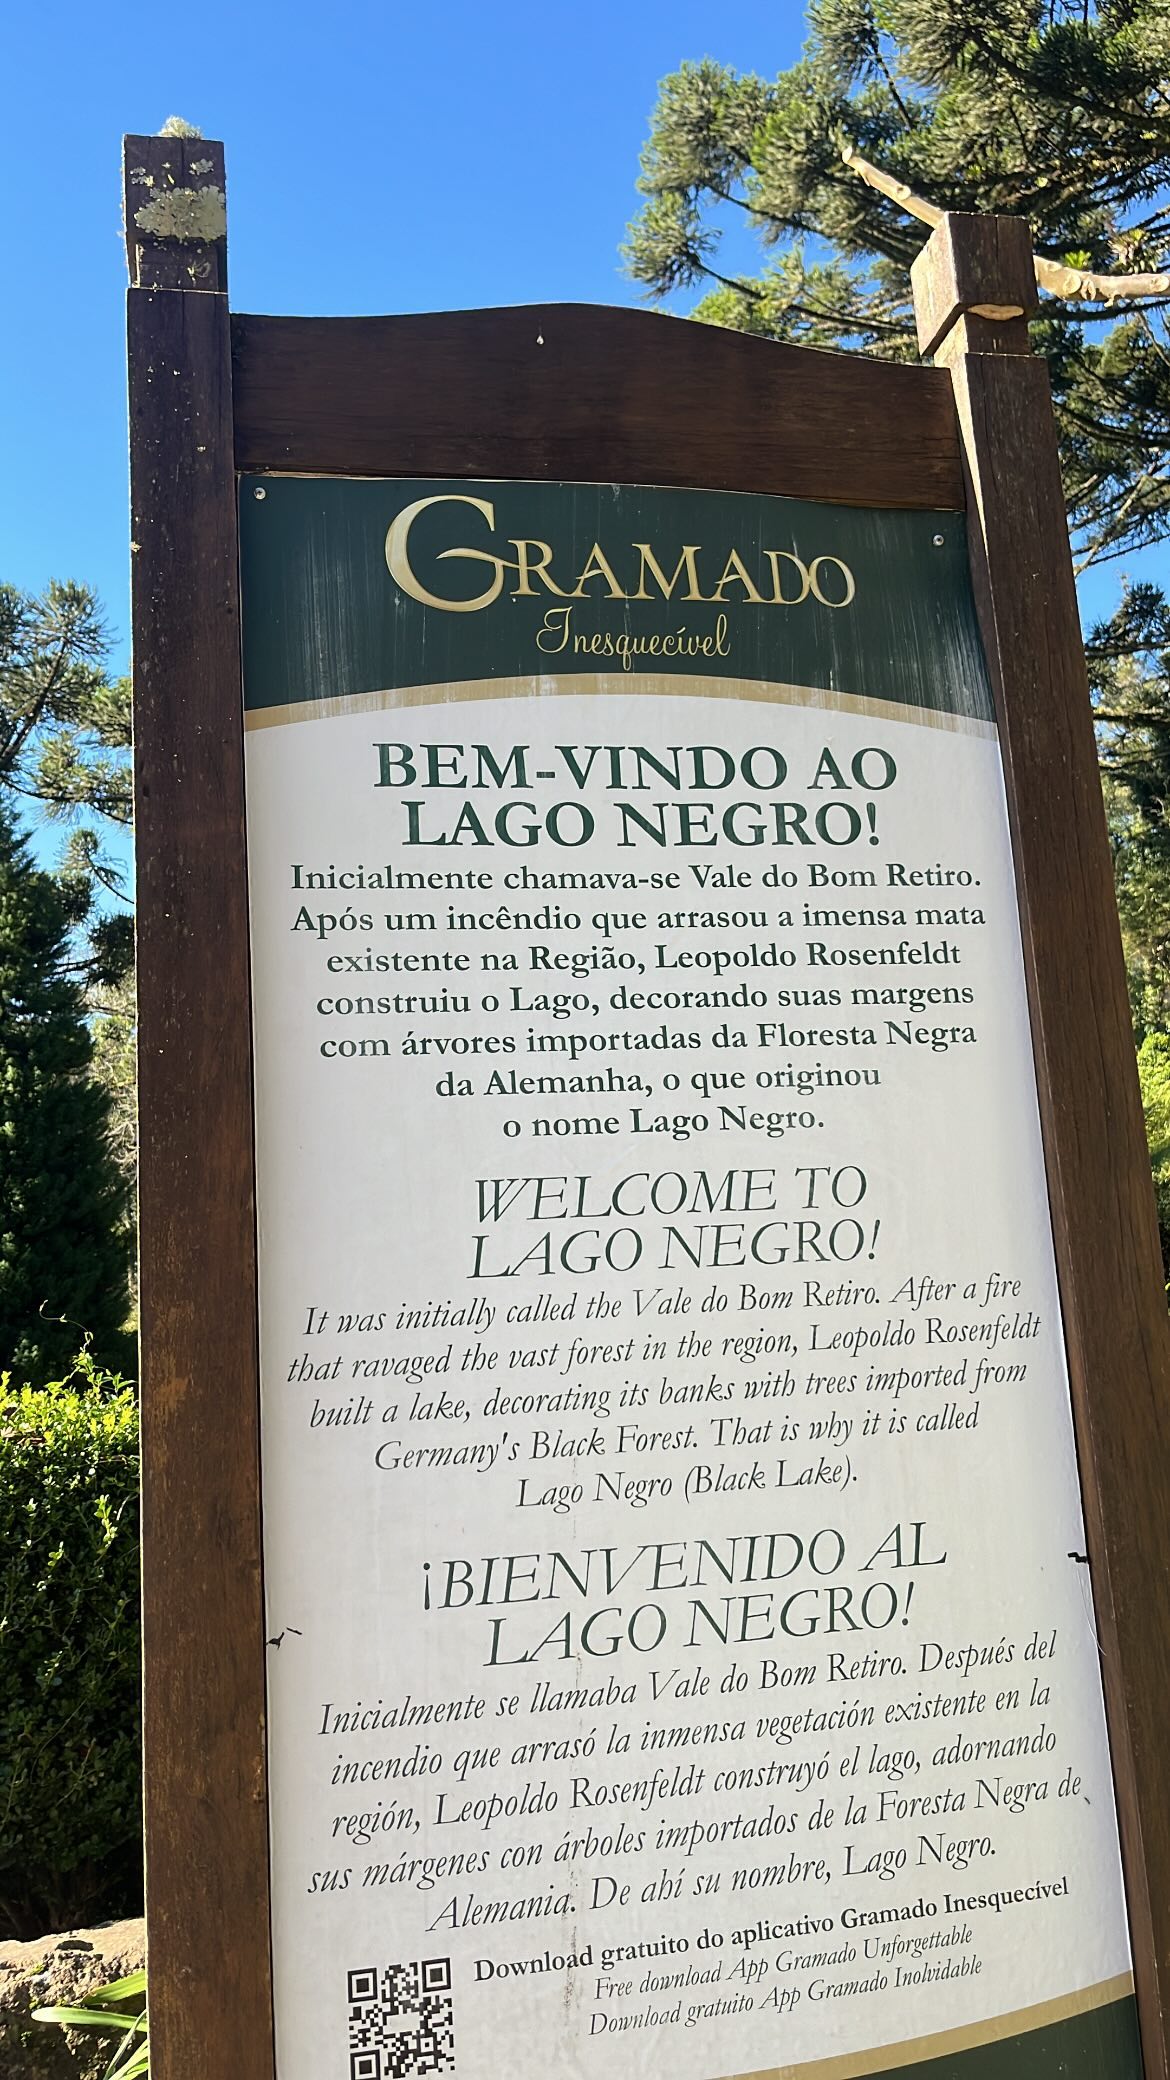 GRAMADO
Inesquecível
BEM-VINDO AO
LAGO NEGRO!
Inicialmente chamava-se Vale do Bom Retiro.
Após um incêndio que arrasou a imensa mata
existente na Região, Leopoldo Rosenfeldt
construiu o Lago, decorando suas margens
com árvores importadas da Floresta Negra
da Alemanha, o que originou
o nome Lago Negro.
WELCOME TO
LAGO NEGRO!
It was initially called the Vale do Bom Retiro. After a fire
that ravaged the vast forest in the region, Leopoldo Rosenfeldt
built a lake, decorating its banks with trees imported from
Germany's Black Forest. That is why it is called
Lago Negro (Black Lake).
¡BIENVENIDO AL
LAGO NEGRO!
Inicialmente se llamaba Vale do Bom Retiro. Después del
incendio que arrasó la inmensa vegetación existente en la
región, Leopoldo Rosenfeldt construyó el lago, adornando
sus márgenes con árboles importados de la Foresta Negra de
Alemania. De ahí su nombre, Lago Negro.
Download gratuito do aplicativo Gramado Inesquecível
Free download App Gramado Unforgettable
Download gratuito App Gramado Inolvidable